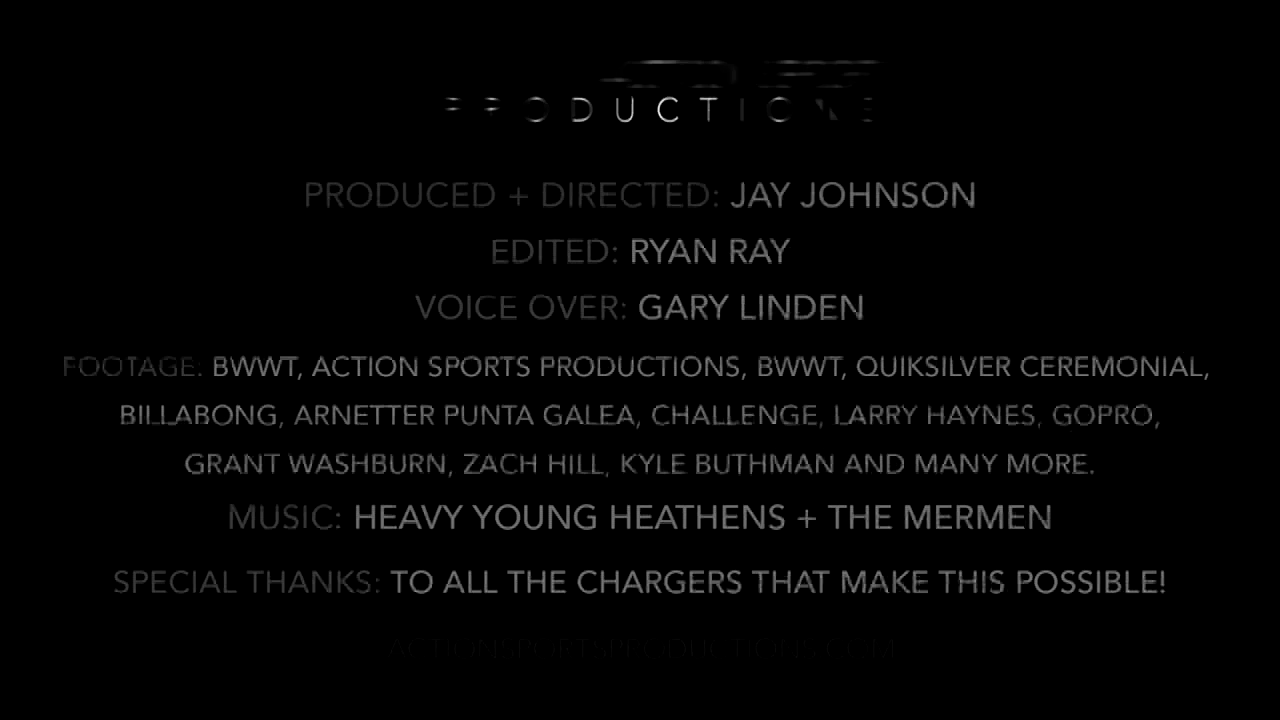 PRODUCTIONS
PRODUCED + DIRECTED: JAY JOHNSON
EDITED: RYAN RAY
VOICE OVER: GARY LINDEN
FOOTAGE: BWWT, ACTION SPORTS PRODUCTIONS, BWWT, QUIKSILVER CEREMONIAL,
BILLABONG, ARNETTER PUNTA GALEA, CHALLENGE, LARRY HAYNES, GOPRO,
GRANT WASHBURN, ZACH HILL, KYLE BUTHMAN AND MANY MORE.
MUSIC: HEAVY YOUNG HEATHENS + THE MERMEN
SPECIAL THANKS: TO ALL THE CHARGERS THAT MAKE THIS POSSIBLE!
ACTIONSPORTSPRODUCTIONS.COM